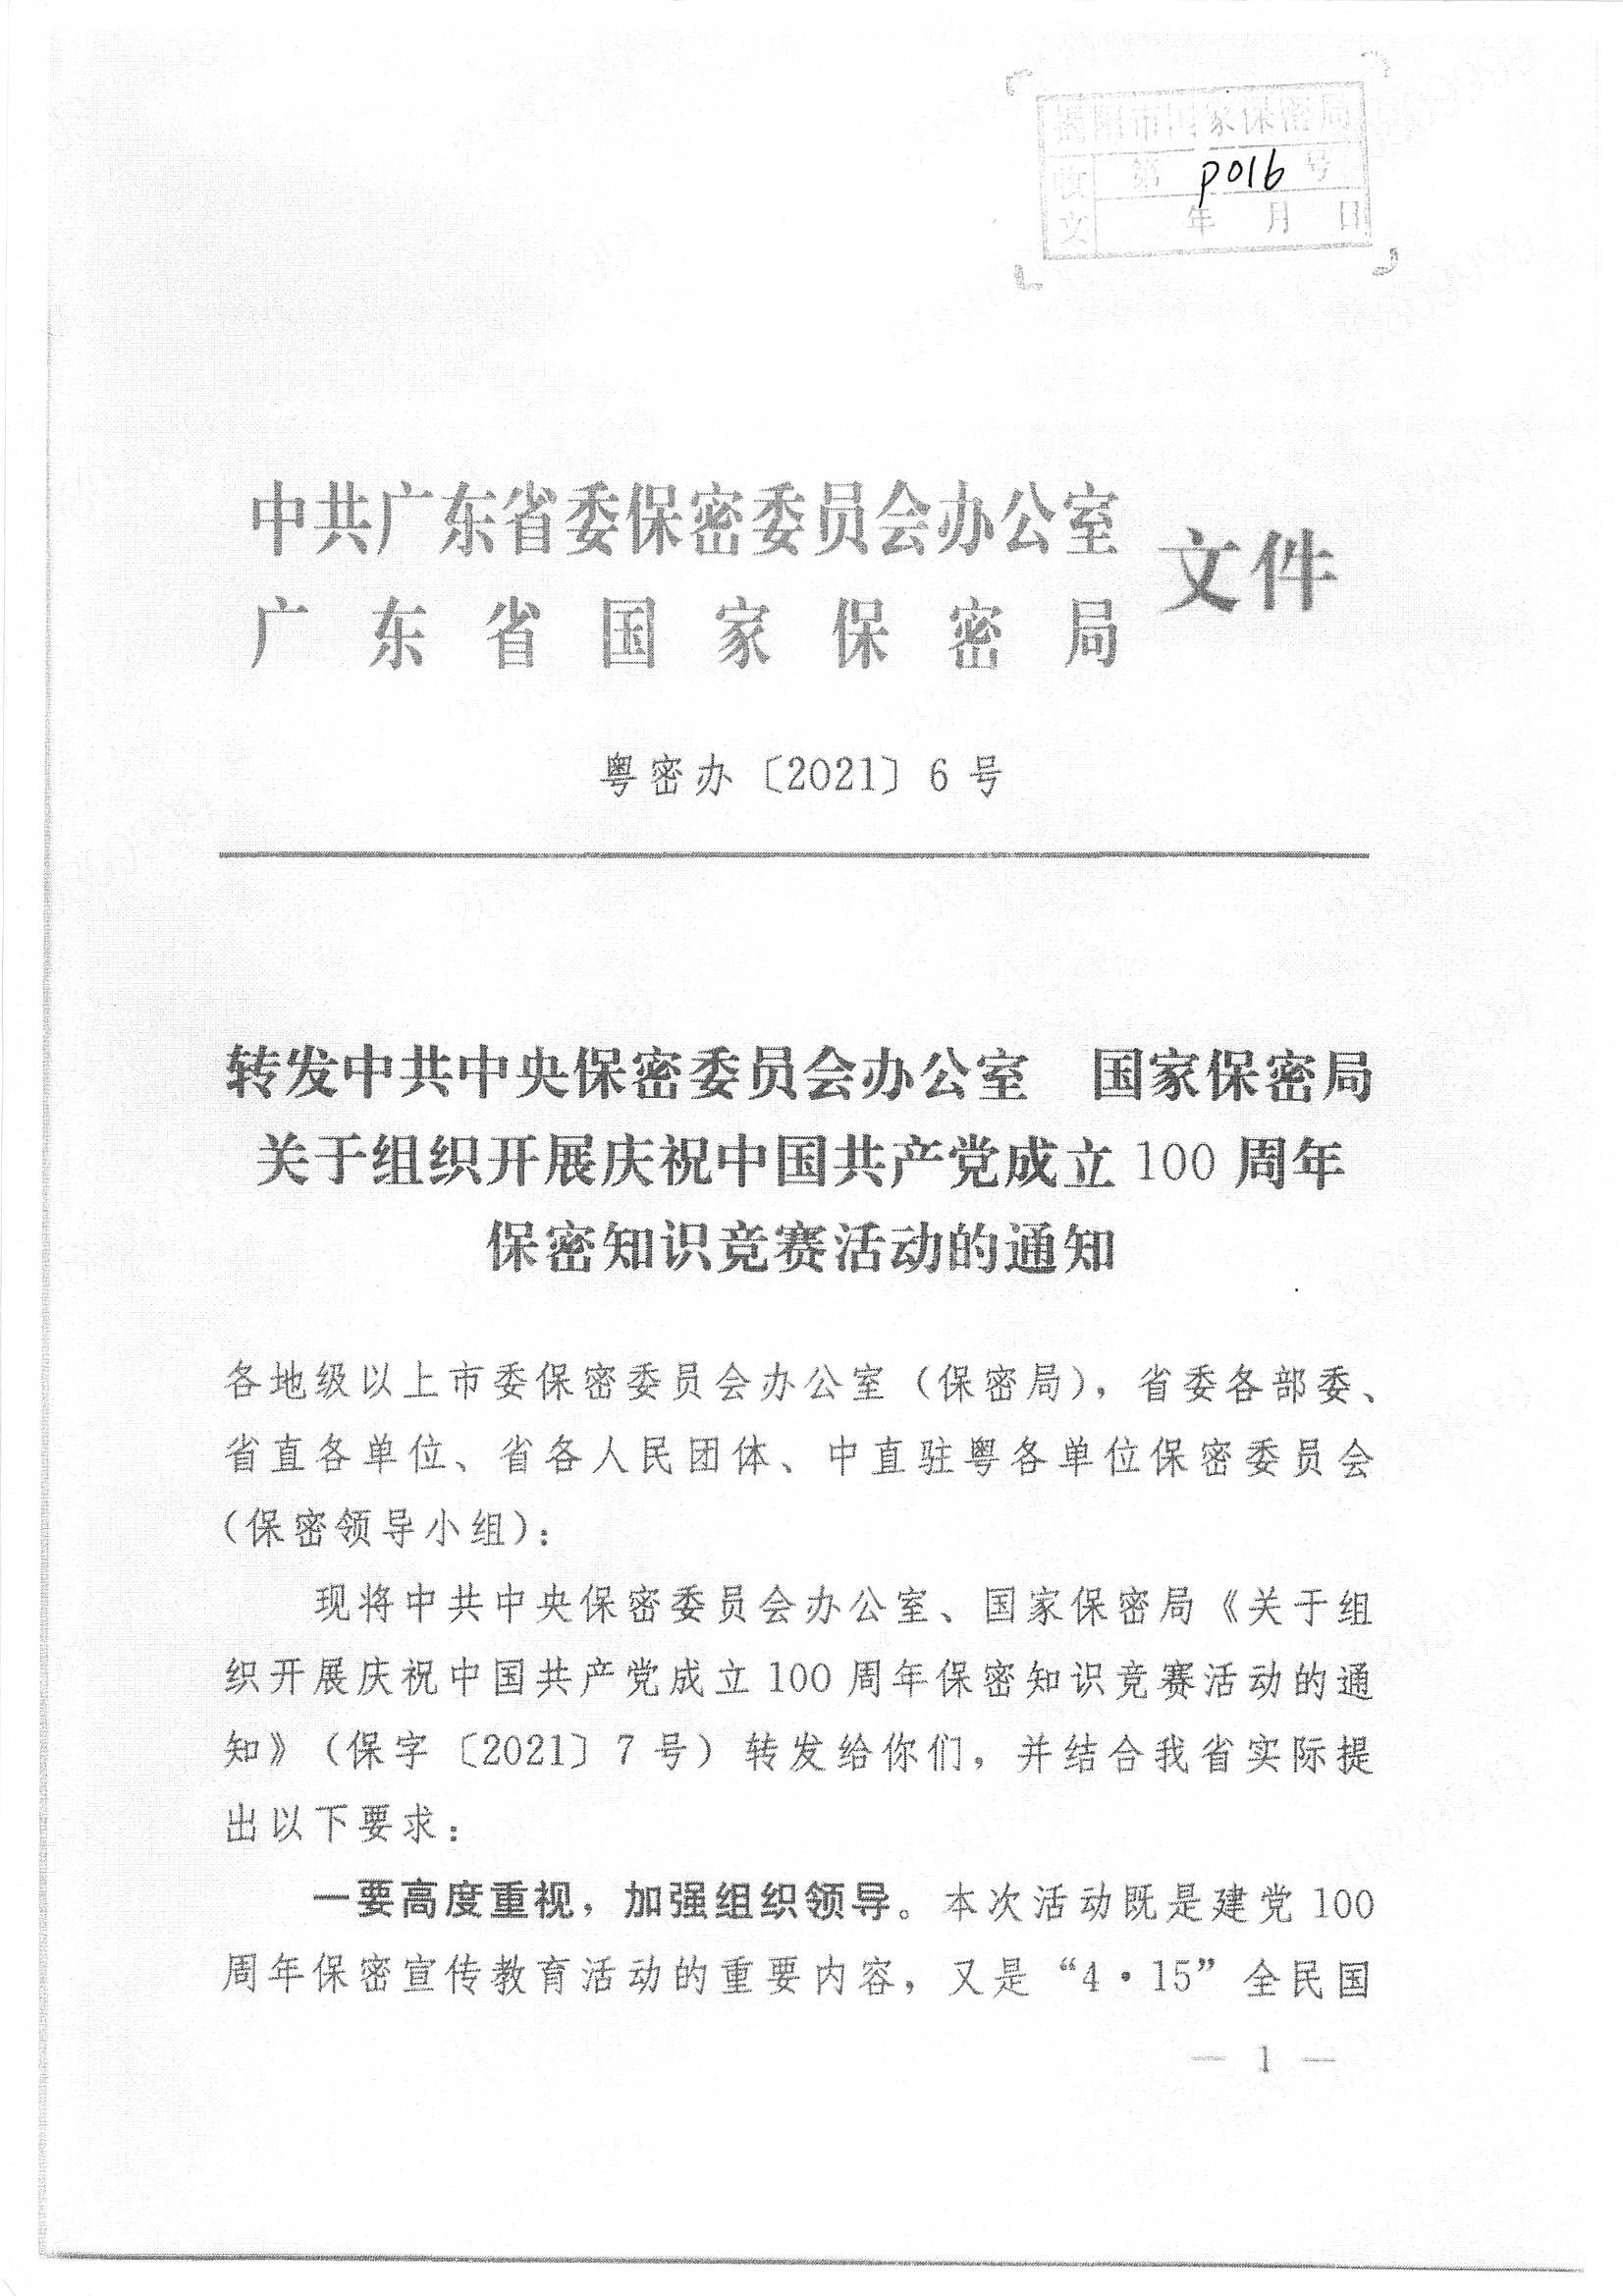 揭阳市国家保密局
收文
第 P016 号
年 月 日
中共广东省委保密委员会办公室
广东省国家保密局
文件
粤密办〔2021〕6号
转发中共中央保密委员会办公室 国家保密局
关于组织开展庆祝中国共产党成立100周年
保密知识竞赛活动的通知
各地级以上市委保密委员会办公室（保密局），省委各部委、
省直各单位、省各人民团体、中直驻粤各单位保密委员会
（保密领导小组）：
现将中共中央保密委员会办公室、国家保密局《关于组
织开展庆祝中国共产党成立100周年保密知识竞赛活动的通
知》（保字〔2021〕7号）转发给你们，并结合我省实际提
出以下要求：
一要高度重视，加强组织领导。本次活动既是建党100
周年保密宣传教育活动的重要内容，又是“4·15”全民国
— 1 —